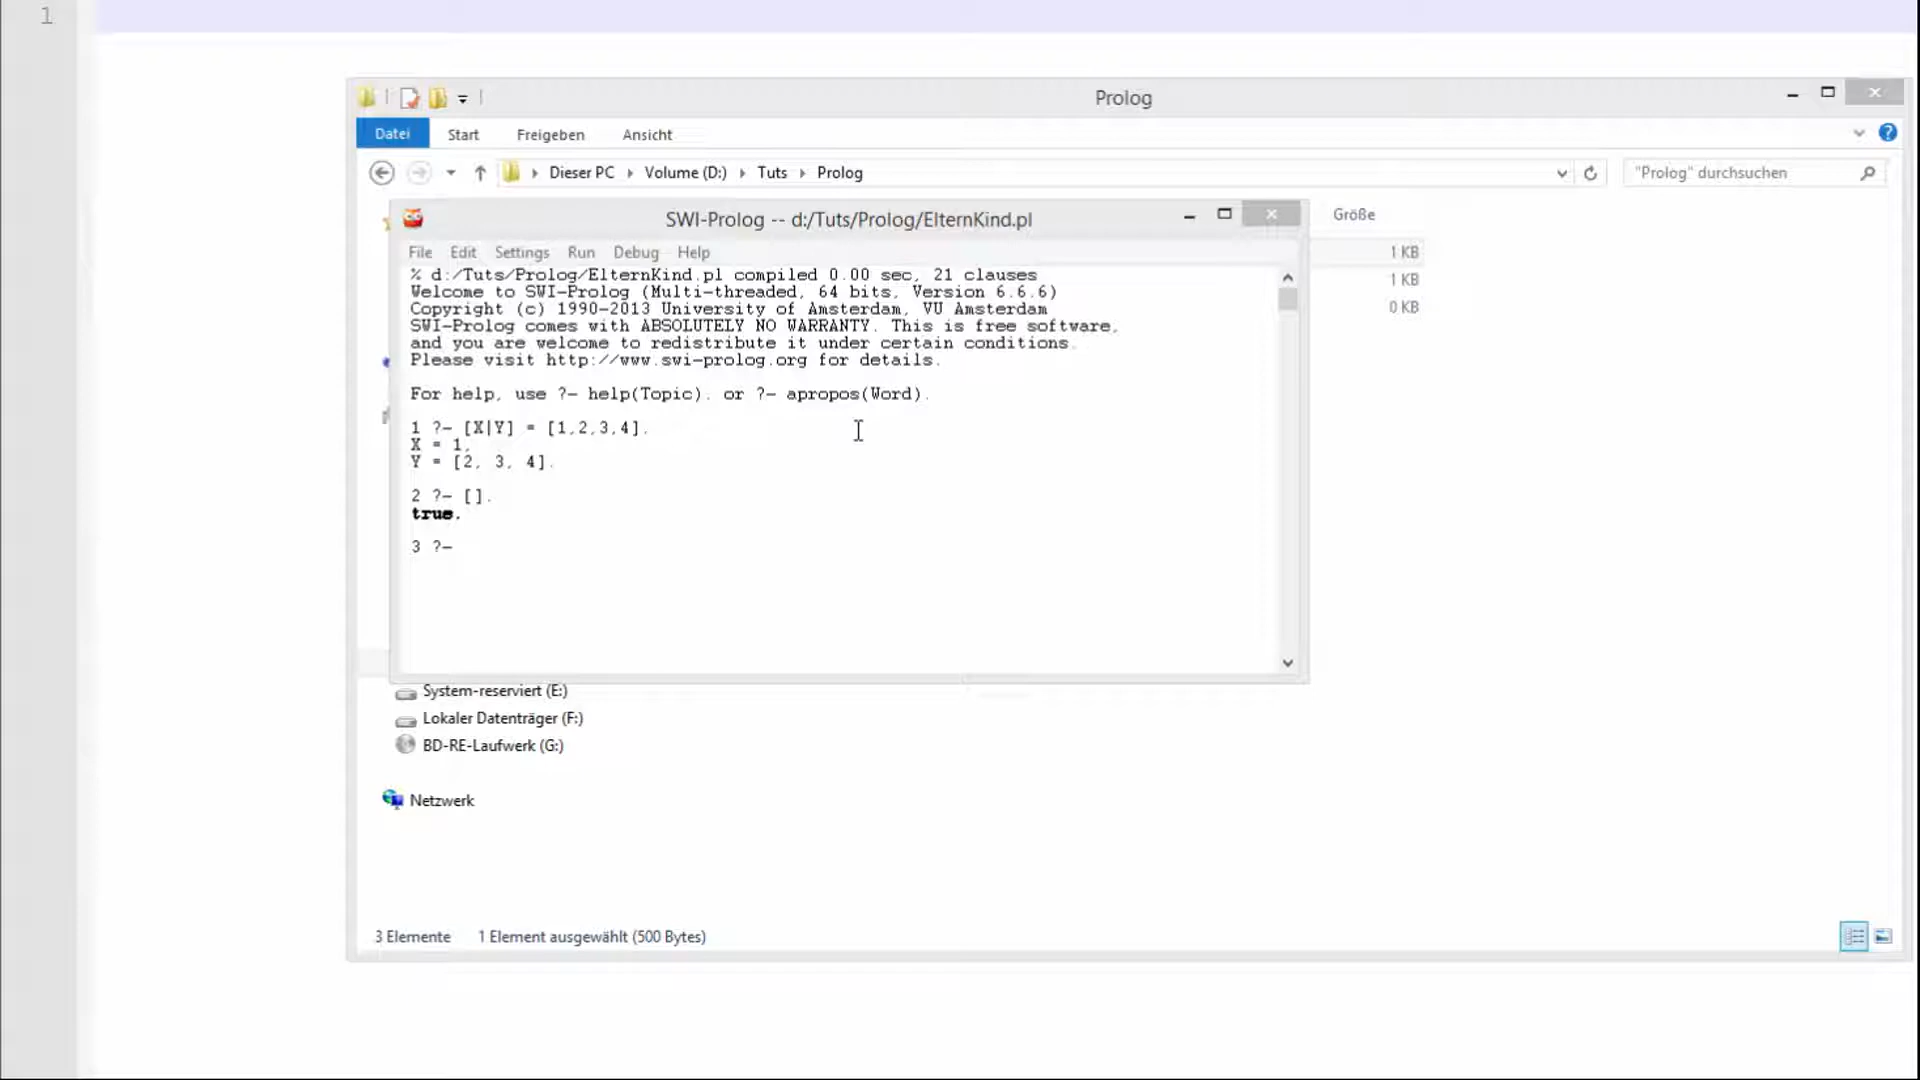 1
Prolog
Datei Start Freigeben Ansicht
Dieser PC Volume (D:) Tuts Prolog "Prolog" durchsuchen
SWI-Prolog -- d:/Tuts/Prolog/ElternKind.pl
Größe
File Edit Settings Run Debug Help
1 KB
1 KB
0 KB
% d:/Tuts/Prolog/ElternKind.pl compiled 0.00 sec, 21 clauses
Welcome to SWI-Prolog (Multi-threaded, 64 bits, Version 6.6.6)
Copyright (c) 1990-2013 University of Amsterdam, VU Amsterdam
SWI-Prolog comes with ABSOLUTELY NO WARRANTY. This is free software,
and you are welcome to redistribute it under certain conditions.
Please visit http://www.swi-prolog.org for details.
For help, use ?- help(Topic). or ?- apropos(Word).
1 ?- [X|Y] = [1,2,3,4].
X = 1,
Y = [2, 3, 4].
2 ?- [].
true.
3 ?-
System-reserviert (E:)
Lokaler Datenträger (F:)
BD-RE-Laufwerk (G:)
Netzwerk
3 Elemente 1 Element ausgewählt (500 Bytes)